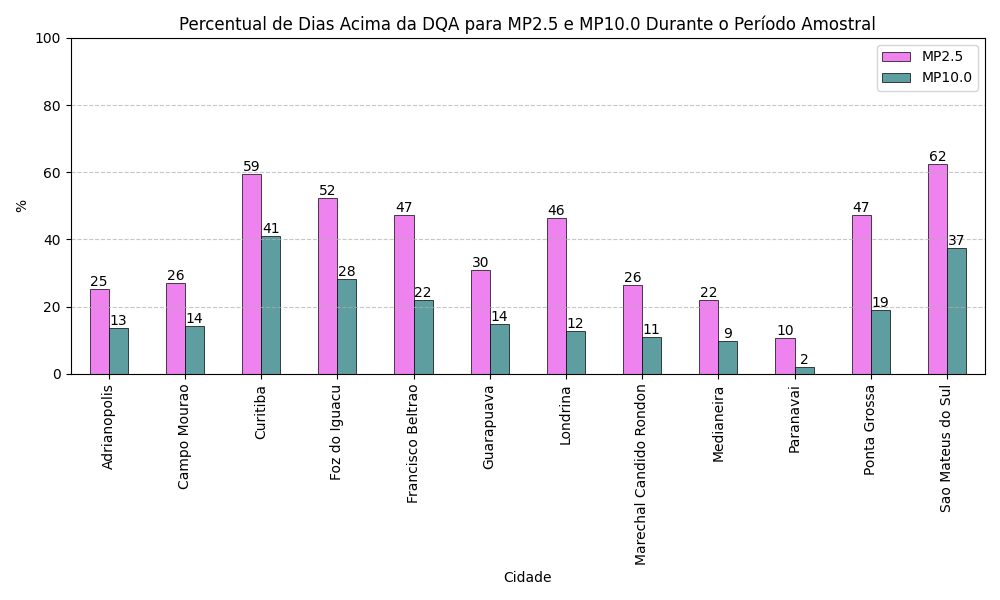 Percentual de Dias Acima da DQA para MP2.5 e MP10.0 Durante o Período Amostral
MP2.5
MP10.0
%
100
80
60
40
20
0
25
13
26
14
59
41
52
28
47
22
30
14
46
12
26
11
22
9
10
2
47
19
62
37
Adrianopolis
Campo Mourao
Curitiba
Foz do Iguacu
Francisco Beltrao
Guarapuava
Londrina
Marechal Candido Rondon
Medianeira
Paranavai
Ponta Grossa
Sao Mateus do Sul
Cidade